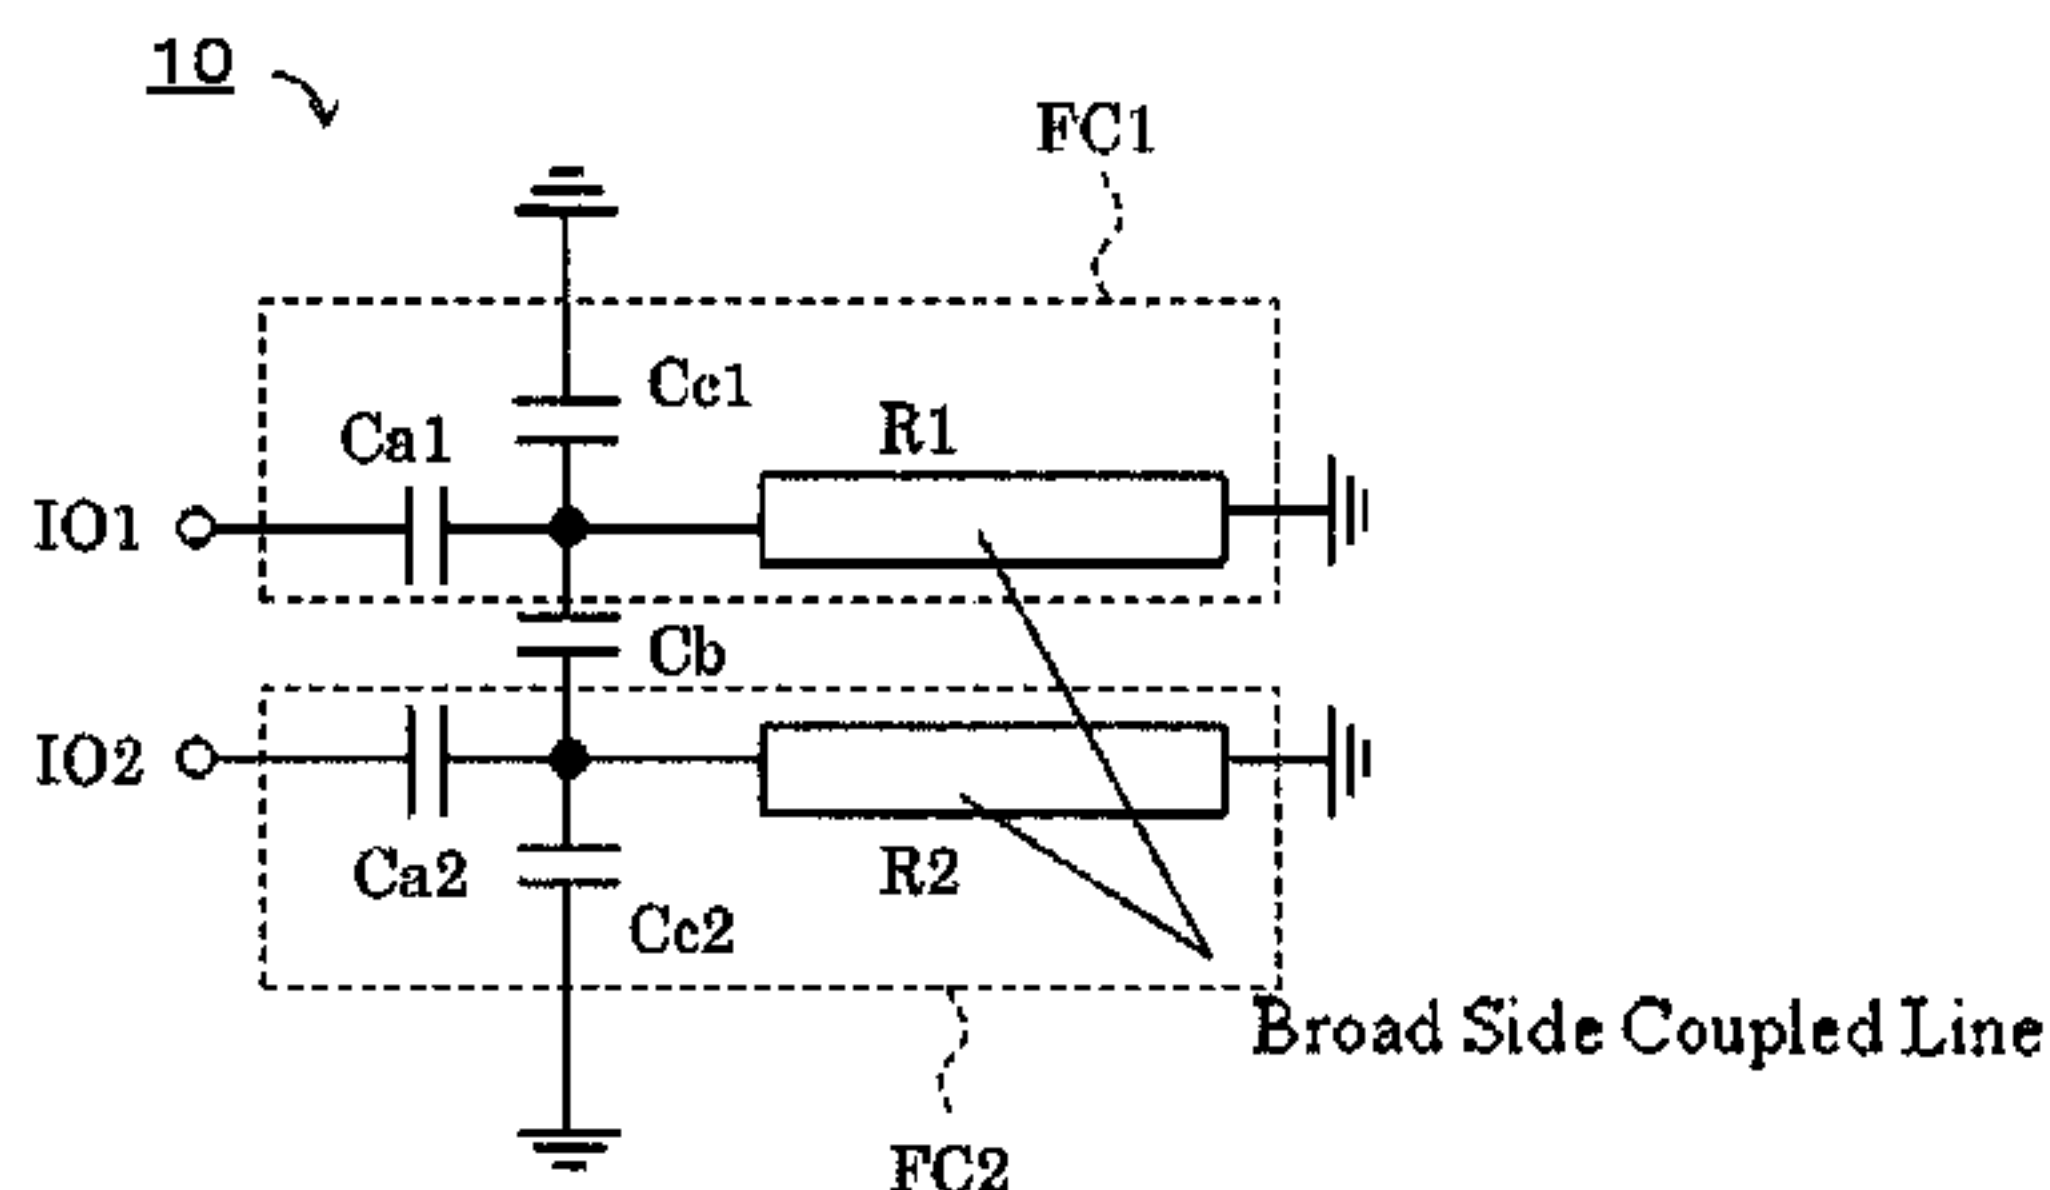 10
FC1
Cc1
Ca1
R1
IO1
Cb
IO2
Ca2
R2
Cc2
Broad Side Coupled Line
FC2